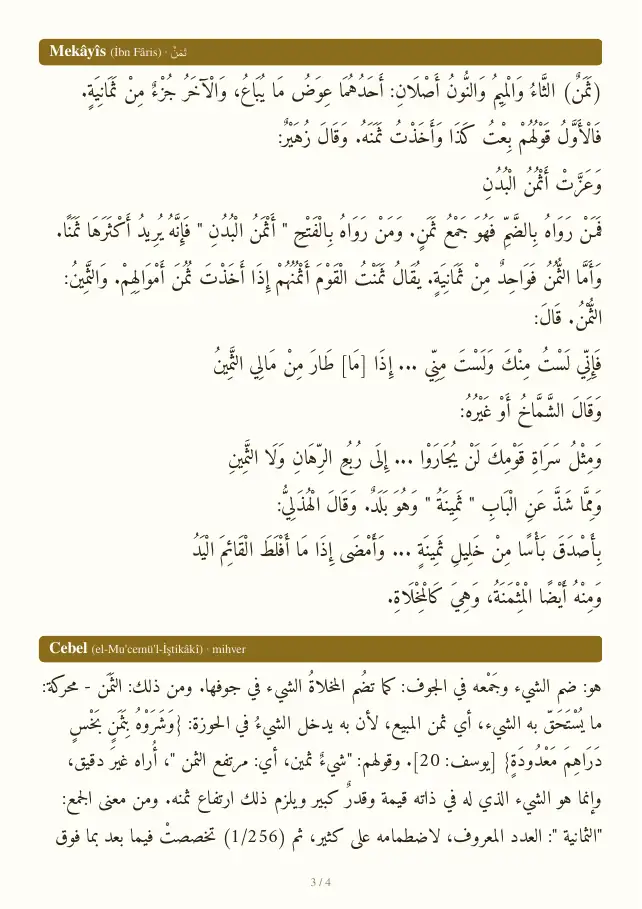 Mekâyîs (İbn Fâris) · ثَمَنْ
(ثَمَنٌ) الثَّاءُ وَالْمِيمُ وَالنُّونُ أَصْلَانِ: أَحَدُهُمَا عِوَضُ مَا يُبَاعُ، وَالْآخَرُ جُزْءٌ مِنْ ثَمَانِيَةٍ.
فَالْأَوَّلُ قَوْلُهُمْ بِعْتُ كَذَا وَأَخَذْتُ ثَمَنَهُ. وَقَالَ زُهَيْرٌ:
وَعَزَّتْ أَثْمُنُ الْبُدُنِ
فَمَنْ رَوَاهُ بِالضَّمِّ فَهُوَ جَمْعُ ثَمَنٍ. وَمَنْ رَوَاهُ بِالْفَتْحِ " أَثْمَنُ الْبُدُنِ " فَإِنَّهُ يُرِيدُ أَكْثَرَهَا ثَمَنًا.
وَأَمَّا الثُّمُنُ فَوَاحِدٌ مِنْ ثَمَانِيَةٍ. يُقَالُ ثَمَنْتُ الْقَوْمَ أَثْمُنُهُمْ إِذَا أَخَذْتَ ثُمُنَ أَمْوَالِهِمْ. وَالثَّمِينُ:
الثُّمْنُ. قَالَ:
فَإِنِّي لَسْتُ مِنْكَ وَلَسْتَ مِنِّي ... إِذَا [مَا] طَارَ مِنْ مَالِي الثَّمِينُ
وَقَالَ الشَّمَّاخُ أَوْ غَيْرُهُ:
وَمِثْلُ سَرَاةِ قَوْمِكَ لَنْ يُجَارَوْا ... إِلَى رُبُعِ الرِّهَانِ وَلَا الثَّمِينِ
وَمِمَّا شَذَّ عَنِ الْبَابِ " ثَمِينَةُ " وَهُوَ بَلَدٌ. وَقَالَ الْهُذَلِيُّ:
بِأَصْدَقَ بَأْسًا مِنْ خَلِيلِ ثَمِينَةٍ ... وَأَمْضَى إِذَا مَا أَفْلَطَ الْقَائِمَ الْيَدُ
وَمِنْهُ أَيْضًا الْمِثْمَنَةُ، وَهِيَ كَالْمِخْلَاةِ.
Cebel (el-Mu'cemü'l-İştikâkî) · mihver
هو: ضم الشيء وجَمْعه في الجوف: كما تضُم المخلاةُ الشيء في جوفها. ومن ذلك: الثَمَن - محركة:
ما يُسْتَحَقّ به الشيء، أي ثمن المبيع، لأن به يدخل الشيءُ في الحوزة: {وَشَرَوْهُ بِثَمَنٍ بَخْسٍ
دَرَاهِمَ مَعْدُودَةٍ} [يوسف: 20]. وقولهم: "شيءٌ ثمين، أي: مرتفع الثمن "، أُراه غيرَ دقيق،
وإنما هو الشيء الذي له في ذاته قيمة وقدرٌ كبير ويلزم ذلك ارتفاع ثمنه. ومن معنى الجمع:
"الثمانية ": العدد المعروف، لاضطمامه على كثير، ثم (1/256) تخصصتْ فيما بعد بما فوق
3 / 4